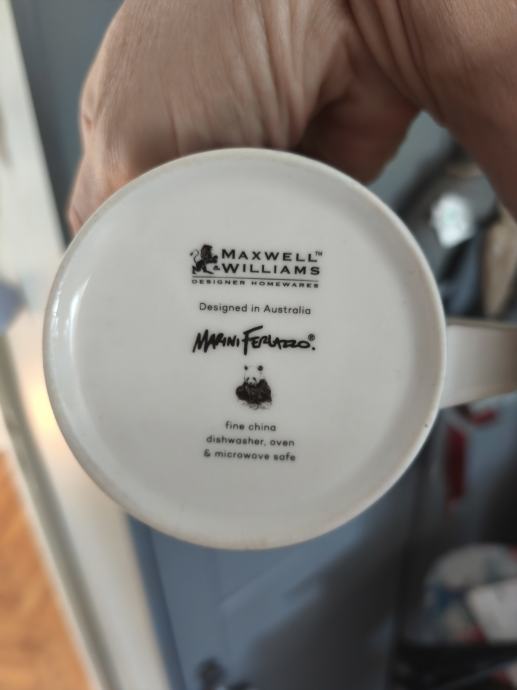 MAXWELL™
& WILLIAMS
DESIGNER HOMEWARES
Designed in Australia
MARINI FERLAZZO®.
fine china
dishwasher, oven
& microwave safe